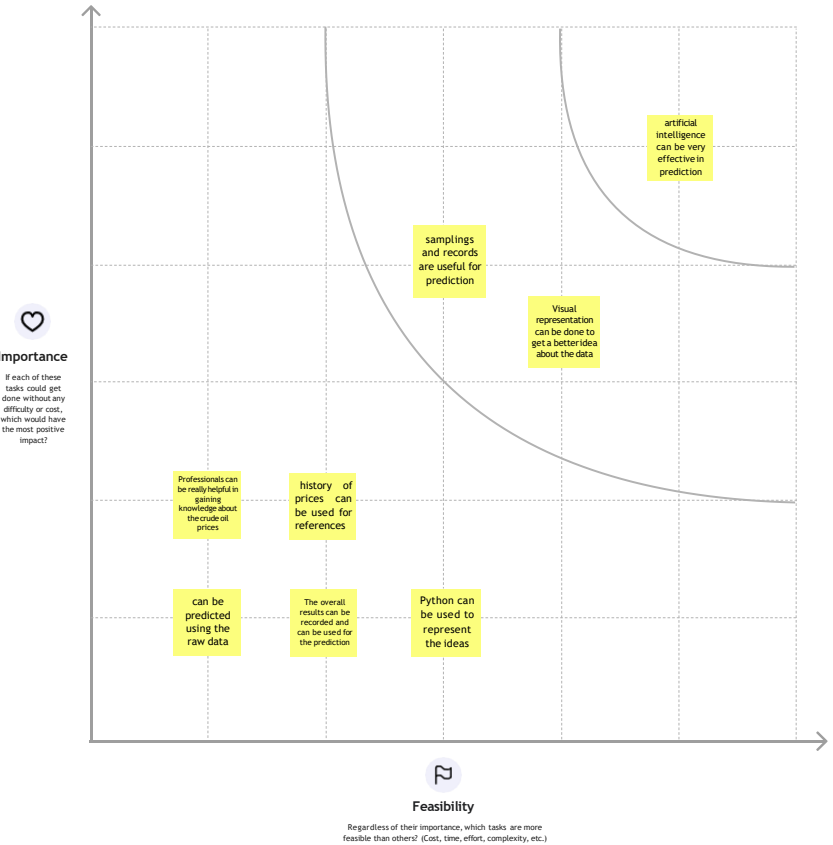 artificial
intelligence
can be very
effective in
prediction
samplings
and records
are useful for
prediction
Visual
representation
can be done to
get a better idea
about the data
Importance
If each of these
tasks could get
done without any
difficulty or cost,
which would have
the most positive
impact?
Professionals can
be really helpful in
gaining
knowledge about
the crude oil
prices
history of
prices can
be used for
references
can be
predicted
using the
raw data
The overall
results can be
recorded and
can be used for
the prediction
Python can
be used to
represent
the ideas
Feasibility
Regardless of their importance, which tasks are more
feasible than others? (Cost, time, effort, complexity, etc.)